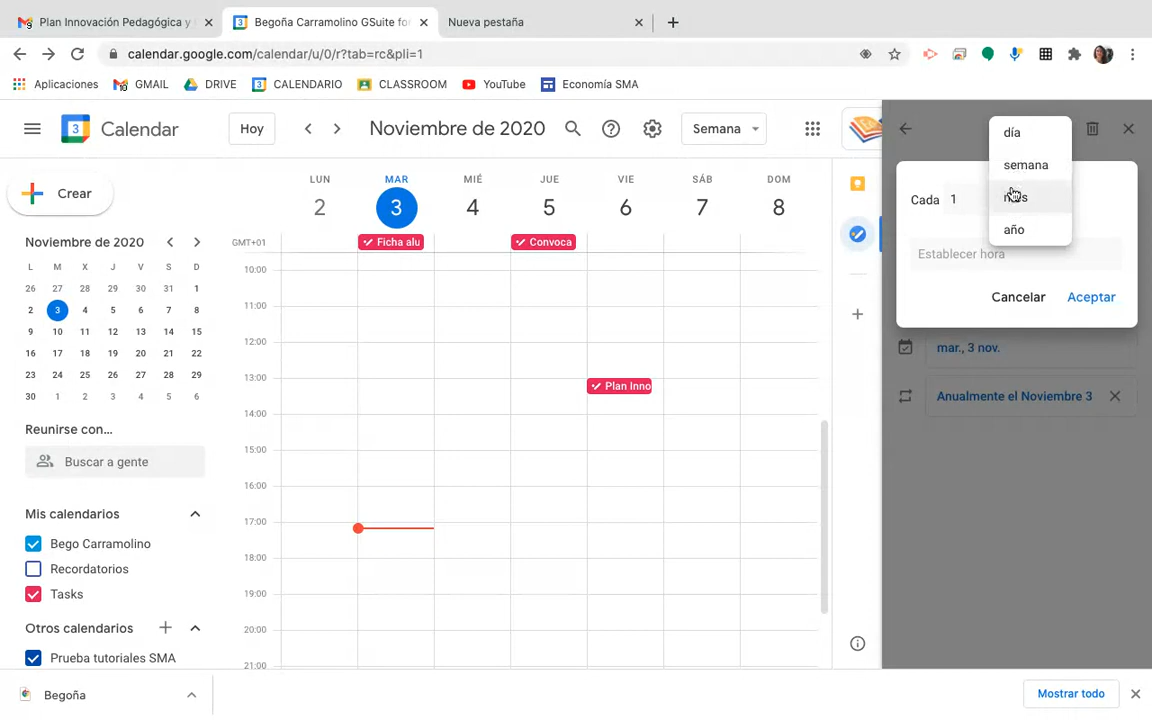 Plan Innovación Pedagógica y
Begoña Carramolino GSuite for
Nueva pestaña
calendar.google.com/calendar/u/0/r?tab=rc&pli=1
Aplicaciones
GMAIL
DRIVE
CALENDARIO
CLASSROOM
YouTube
Economía SMA
Calendar
Hoy
Noviembre de 2020
Semana
Crear
LUN MAR MIÉ JUE VIE SÁB DOM
2 3 4 5 6 7 8
GMT+01
Ficha alu
Convoca
10:00
11:00
12:00
13:00
Plan Inno
14:00
15:00
16:00
17:00
18:00
19:00
20:00
21:00
Noviembre de 2020
L M X J V S D
26 27 28 29 30 31 1
2 3 4 5 6 7 8
9 10 11 12 13 14 15
16 17 18 19 20 21 22
23 24 25 26 27 28 29
30 1 2 3 4 5 6
Reunirse con...
Buscar a gente
Mis calendarios
Bego Carramolino
Recordatorios
Tasks
Otros calendarios
Prueba tutoriales SMA
día
semana
año
Cada 1
Establecer hora
Cancelar
Aceptar
mar., 3 nov.
Anualmente el Noviembre 3
Begoña
Mostrar todo